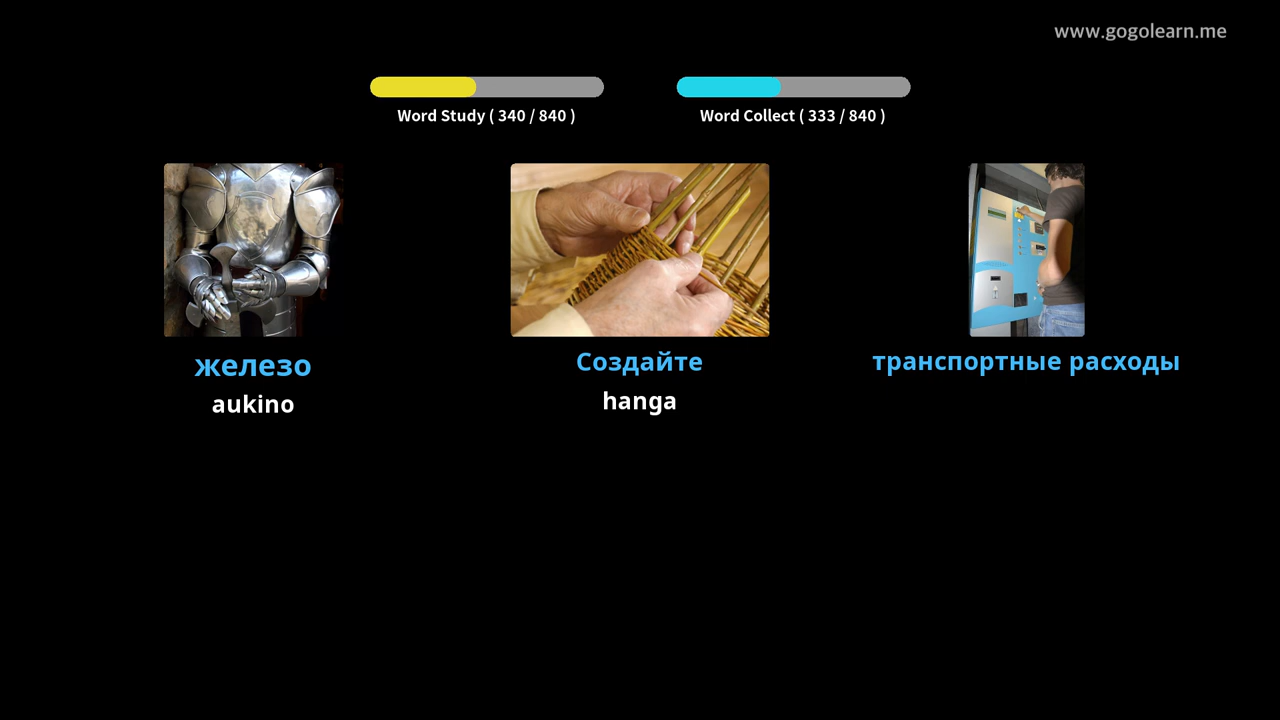 www.gogolearn.me
Word Study ( 340 / 840 )
Word Collect ( 333 / 840 )
железо
Создайте
транспортные расходы
aukino
hanga